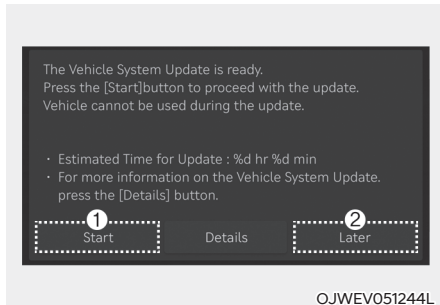 The Vehicle System Update is ready.
Press the [Start]button to proceed with the update.
Vehicle cannot be used during the update.
· Estimated Time for Update : %d hr %d min
· For more information on the Vehicle System Update.
press the [Details] button.
1 2
Start Details Later
OJWEV051244L